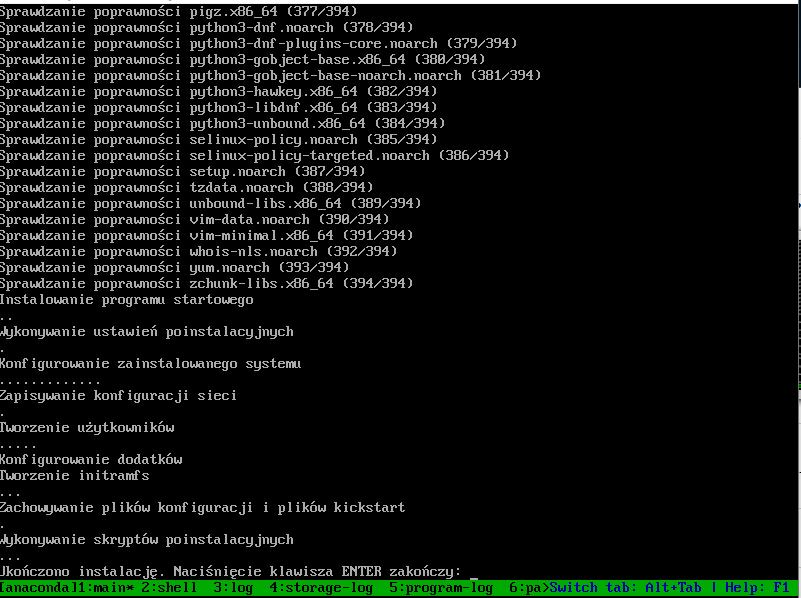 Sprawdzanie poprawności pigz.x86_64 (377/394)
Sprawdzanie poprawności python3-dnf.noarch (378/394)
Sprawdzanie poprawności python3-dnf-plugins-core.noarch (379/394)
Sprawdzanie poprawności python3-gobject-base.x86_64 (380/394)
Sprawdzanie poprawności python3-gobject-base-noarch.noarch (381/394)
Sprawdzanie poprawności python3-hawkey.x86_64 (382/394)
Sprawdzanie poprawności python3-libdnf.x86_64 (383/394)
Sprawdzanie poprawności python3-unbound.x86_64 (384/394)
Sprawdzanie poprawności selinux-policy.noarch (385/394)
Sprawdzanie poprawności selinux-policy-targeted.noarch (386/394)
Sprawdzanie poprawności setup.noarch (387/394)
Sprawdzanie poprawności tzdata.noarch (388/394)
Sprawdzanie poprawności unbound-libs.x86_64 (389/394)
Sprawdzanie poprawności vim-data.noarch (390/394)
Sprawdzanie poprawności vim-minimal.x86_64 (391/394)
Sprawdzanie poprawności whois-nls.noarch (392/394)
Sprawdzanie poprawności yum.noarch (393/394)
Sprawdzanie poprawności zchunk-libs.x86_64 (394/394)
Instalowanie programu startowego
..
Wykonywanie ustawień poinstalacyjnych
.
Konfigurowanie zainstalowanego systemu
.............
Zapisywanie konfiguracji sieci
.
Tworzenie użytkowników
.....
Konfigurowanie dodatków
Tworzenie initramfs
...
Zachowywanie plików konfiguracji i plików kickstart
.
Wykonywanie skryptów poinstalacyjnych
...
Ukończono instalację. Naciśnięcie klawisza ENTER zakończy: _
[anaconda]1:main* 2:shell  3:log  4:storage-log  5:program-log  6:pa>Switch tab: Alt+Tab | Help: F1